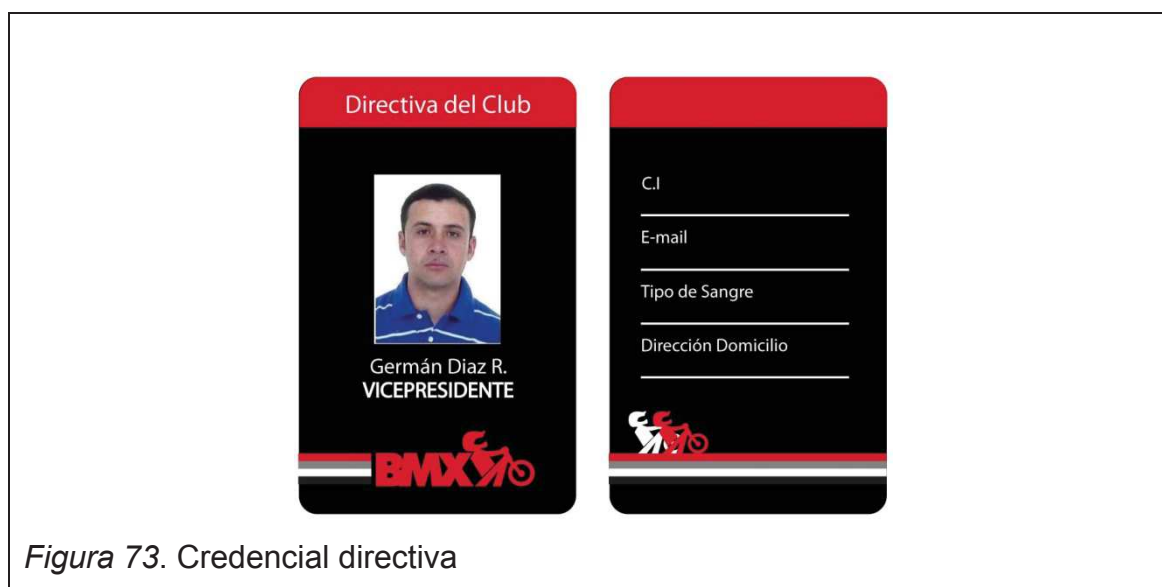 Directiva del Club
Germán Diaz R.
VICEPRESIDENTE
BMX
C.I
E-mail
Tipo de Sangre
Dirección Domicilio
Figura 73. Credencial directiva